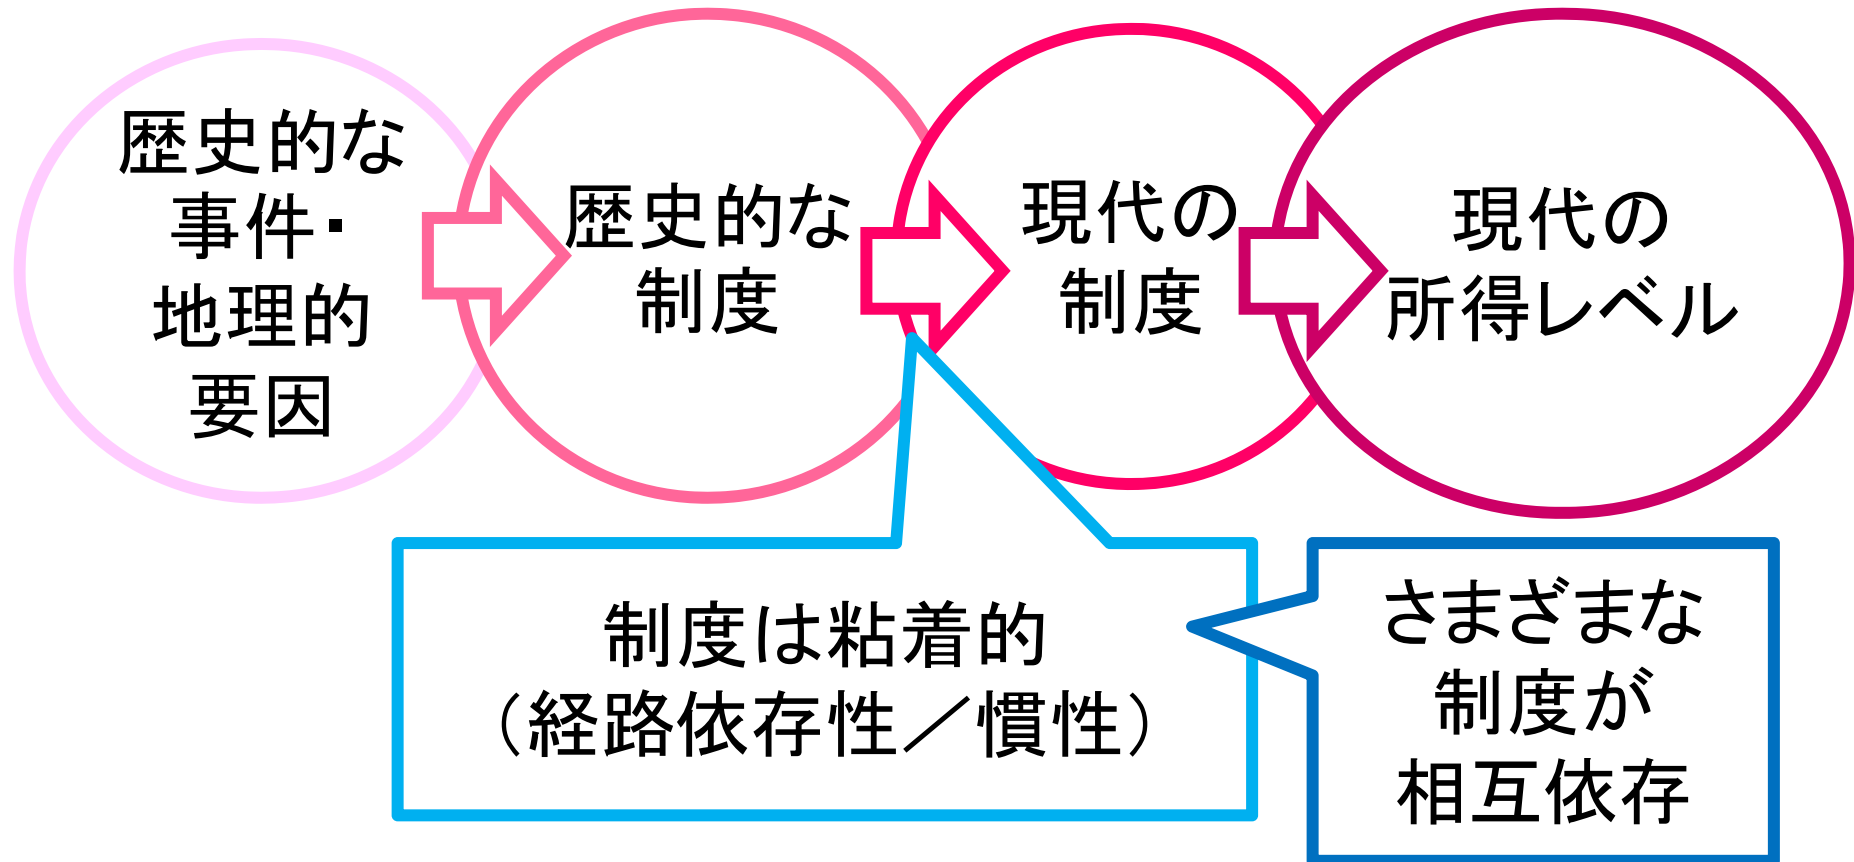 歴史的な
事件・
地理的
要因
歴史的な
制度
現代の
制度
現代の
所得レベル
制度は粘着的
（経路依存性／慣性）
さまざまな
制度が
相互依存